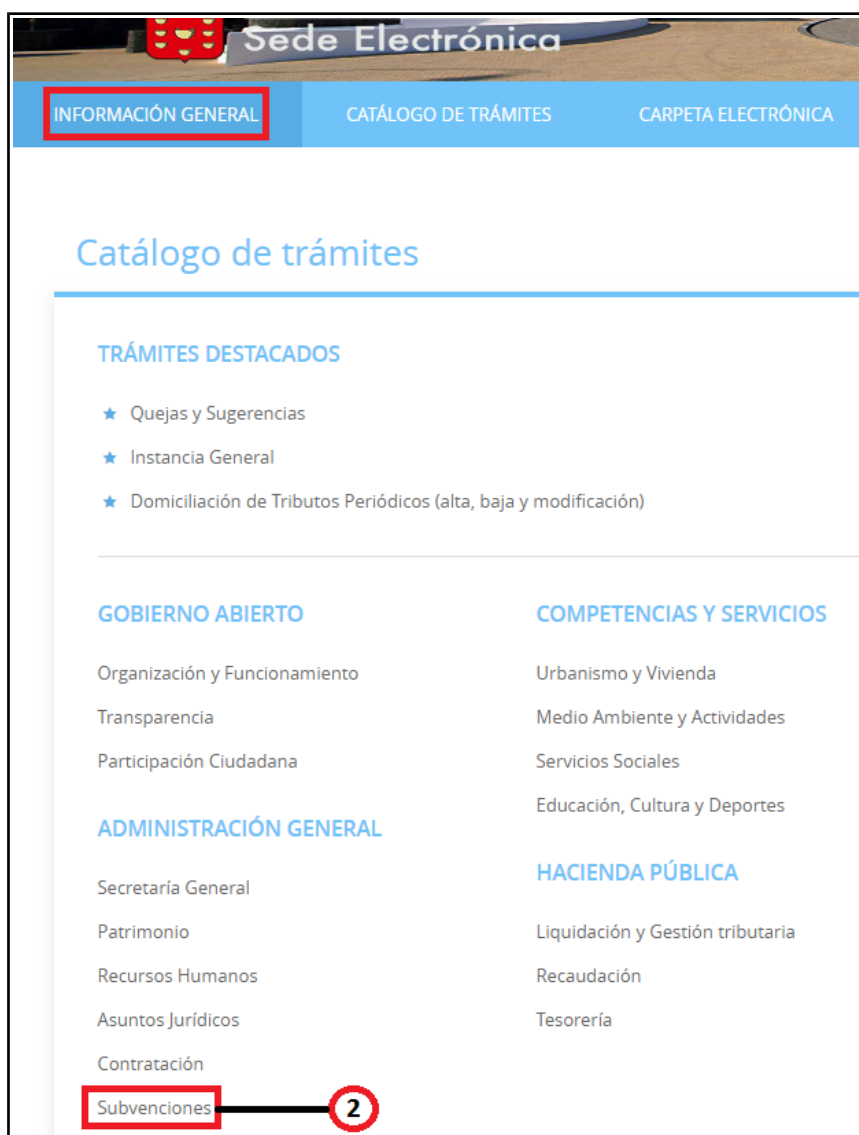 Sede Electrónica
INFORMACIÓN GENERAL
CATÁLOGO DE TRÁMITES
CARPETA ELECTRÓNICA
Catálogo de trámites
TRÁMITES DESTACADOS
Quejas y Sugerencias
Instancia General
Domiciliación de Tributos Periódicos (alta, baja y modificación)
GOBIERNO ABIERTO
Organización y Funcionamiento
Transparencia
Participación Ciudadana
ADMINISTRACIÓN GENERAL
Secretaría General
Patrimonio
Recursos Humanos
Asuntos Jurídicos
Contratación
Subvenciones
2
COMPETENCIAS Y SERVICIOS
Urbanismo y Vivienda
Medio Ambiente y Actividades
Servicios Sociales
Educación, Cultura y Deportes
HACIENDA PÚBLICA
Liquidación y Gestión tributaria
Recaudación
Tesorería